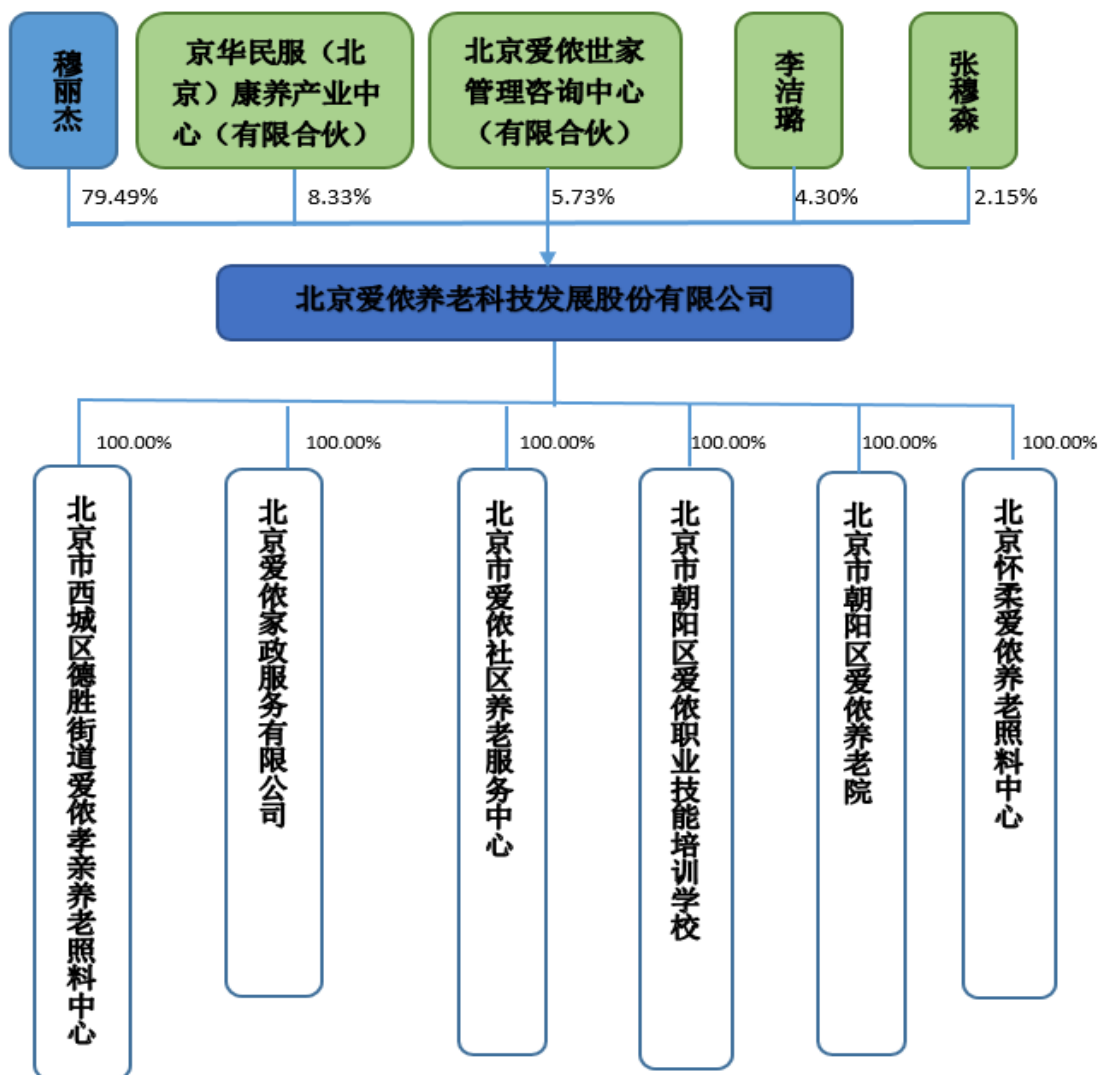 穆丽杰
京华民服（北
京）康养产业中
心（有限合伙）
北京爱侬世家
管理咨询中心
（有限合伙）
李洁璐
张穆森
79.49%
8.33%
5.73%
4.30%
2.15%
北京爱侬养老科技发展股份有限公司
100.00%
100.00%
100.00%
100.00%
100.00%
100.00%
北京市西城区德胜街道爱侬孝亲养老照料中心
北京爱侬家政服务有限公司
北京市爱侬社区养老服务中心
北京市朝阳区爱侬职业技能培训学校
北京市朝阳区爱侬养老院
北京怀柔爱侬养老照料中心